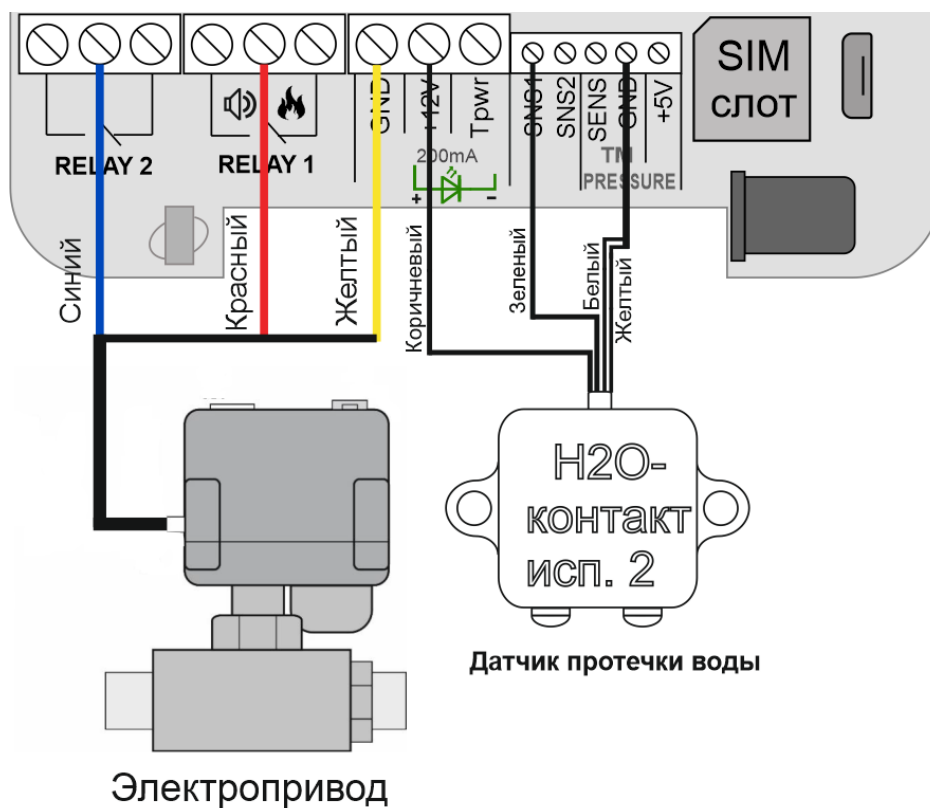 GND
+12V
Tpwr
SNS1
SNS2
SENS
GND
+5V
SIM
слот
RELAY 2
RELAY 1
200mA
+
-
TM
PRESSURE
Синий
Красный
Желтый
Коричневый
Зеленый
Белый
Желтый
H2O-
контакт
исп. 2
Датчик протечки воды
Электропривод